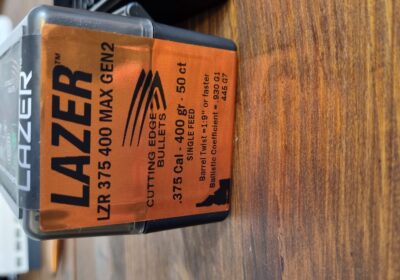 LAZER
LAZER™
LZR 375 400 MAX GEN2
CUTTING EDGE
BULLETS
.375 Cal - 400 gr - 50 ct
SINGLE FEED
Barrel Twist =1:9" or faster
Ballistic Coefficient = .930 G1
.445 G7